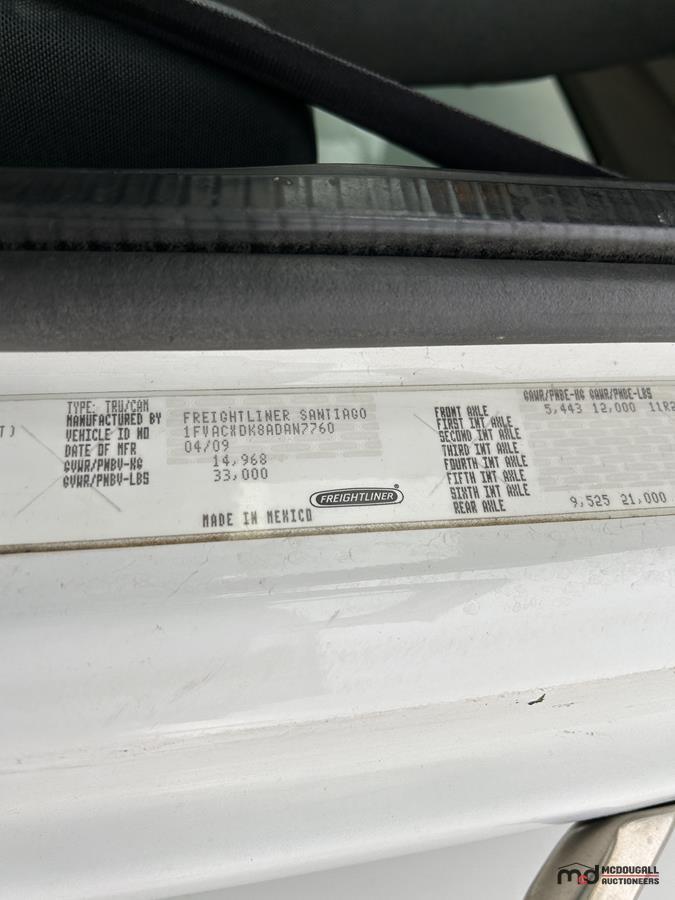 TYPE: TRU/CAM
MANUFACTURED BY FREIGHTLINER SANTIAGO
VEHICLE ID NO 1FVACXDK8ADAN7760
DATE OF MFR 04/09
GVWR/PNBV-KG 14,968
GVWR/PNBV-LBS 33,000
FREIGHTLINER®
MADE IN MEXICO
GAWR/PNBE-KG GAWR/PNBE-LBS
FRONT AXLE 5,443 12,000 11R2
FIRST INT AXLE
SECOND INT AXLE
THIRD INT AXLE
FOURTH INT AXLE
FIFTH INT AXLE
SIXTH INT AXLE
REAR AXLE 9,525 21,000
md MCDOUGALL
AUCTIONEERS